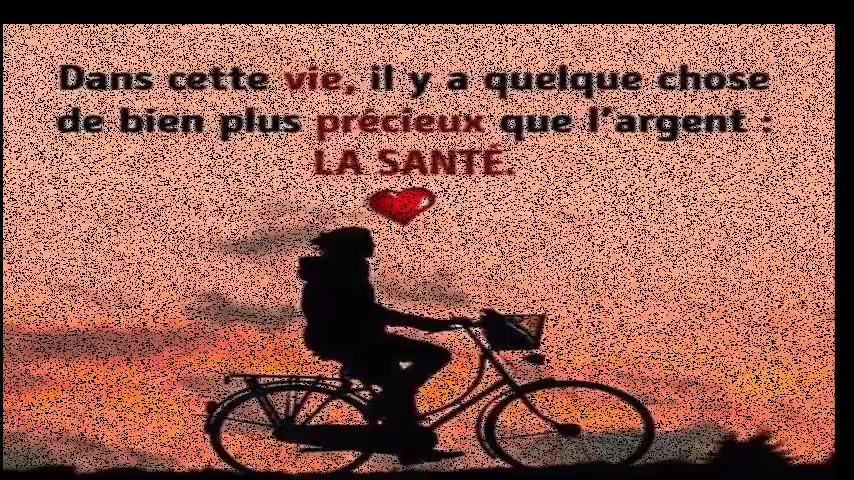 Dans cette vie, il y a quelque chose
de bien plus précieux que l'argent :
LA SANTÉ.